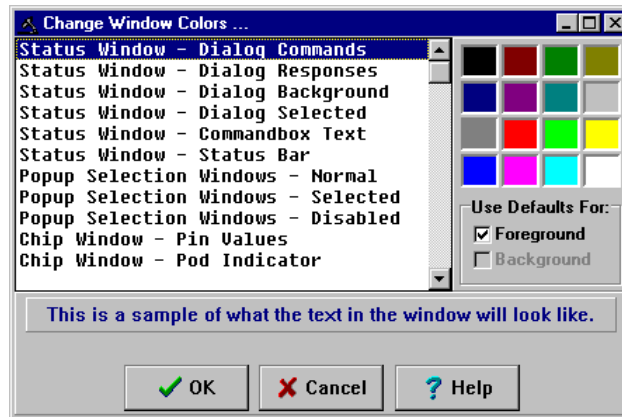 Change Window Colors ...
Status Window - Dialog Commands
Status Window - Dialog Responses
Status Window - Dialog Background
Status Window - Dialog Selected
Status Window - Commandbox Text
Status Window - Status Bar
Popup Selection Windows - Normal
Popup Selection Windows - Selected
Popup Selection Windows - Disabled
Chip Window - Pin Values
Chip Window - Pod Indicator
Use Defaults For:
Foreground
Background
This is a sample of what the text in the window will look like.
OK
Cancel
Help